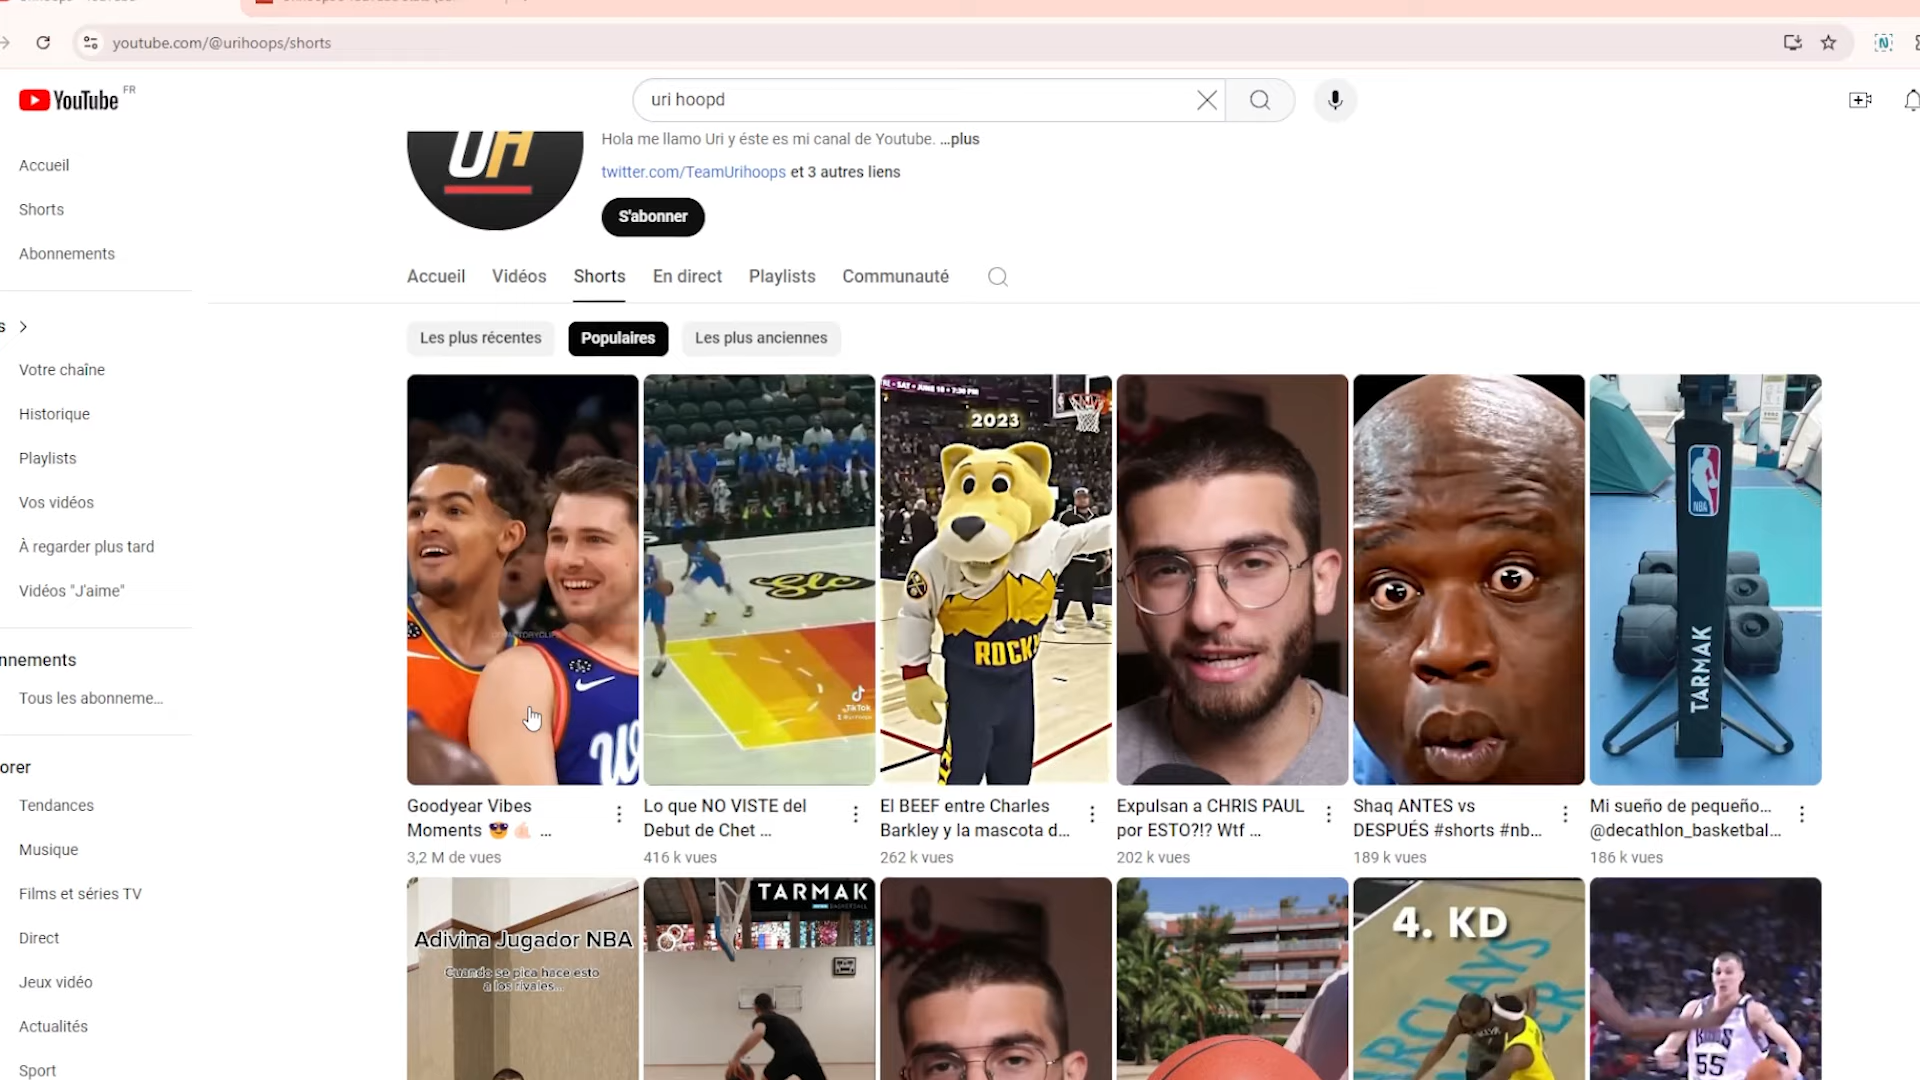 youtube.com/@urihoops/shorts
YouTube FR
uri hoopd
UH
Hola me llamo Uri y éste es mi canal de Youtube. ...plus
twitter.com/TeamUrihoops et 3 autres liens
S'abonner
Accueil
Shorts
Abonnements
Accueil Vidéos Shorts En direct Playlists Communauté
Les plus récentes Populaires Les plus anciennes
Votre chaîne
Historique
Playlists
Vos vidéos
À regarder plus tard
Vidéos "J'aime"
nnements
Tous les abonneme...
orer
Tendances
Musique
Films et séries TV
Direct
Jeux vidéo
Actualités
Sport
SLC
TikTok
2023
ROCKY
NBA
TARMAK
Goodyear Vibes
Moments 😎🤙🏻 ...
3,2 M de vues
Lo que NO VISTE del
Debut de Chet ...
416 k vues
El BEEF entre Charles
Barkley y la mascota d...
262 k vues
Expulsan a CHRIS PAUL
por ESTO?!? Wtf ...
202 k vues
Shaq ANTES vs
DESPUÉS #shorts #nb...
189 k vues
Mi sueño de pequeño...
@decathlon_basketbal...
186 k vues
Adivina Jugador NBA
Cuando se pica hace esto
a los rivales...
TARMAK
4. KD
55